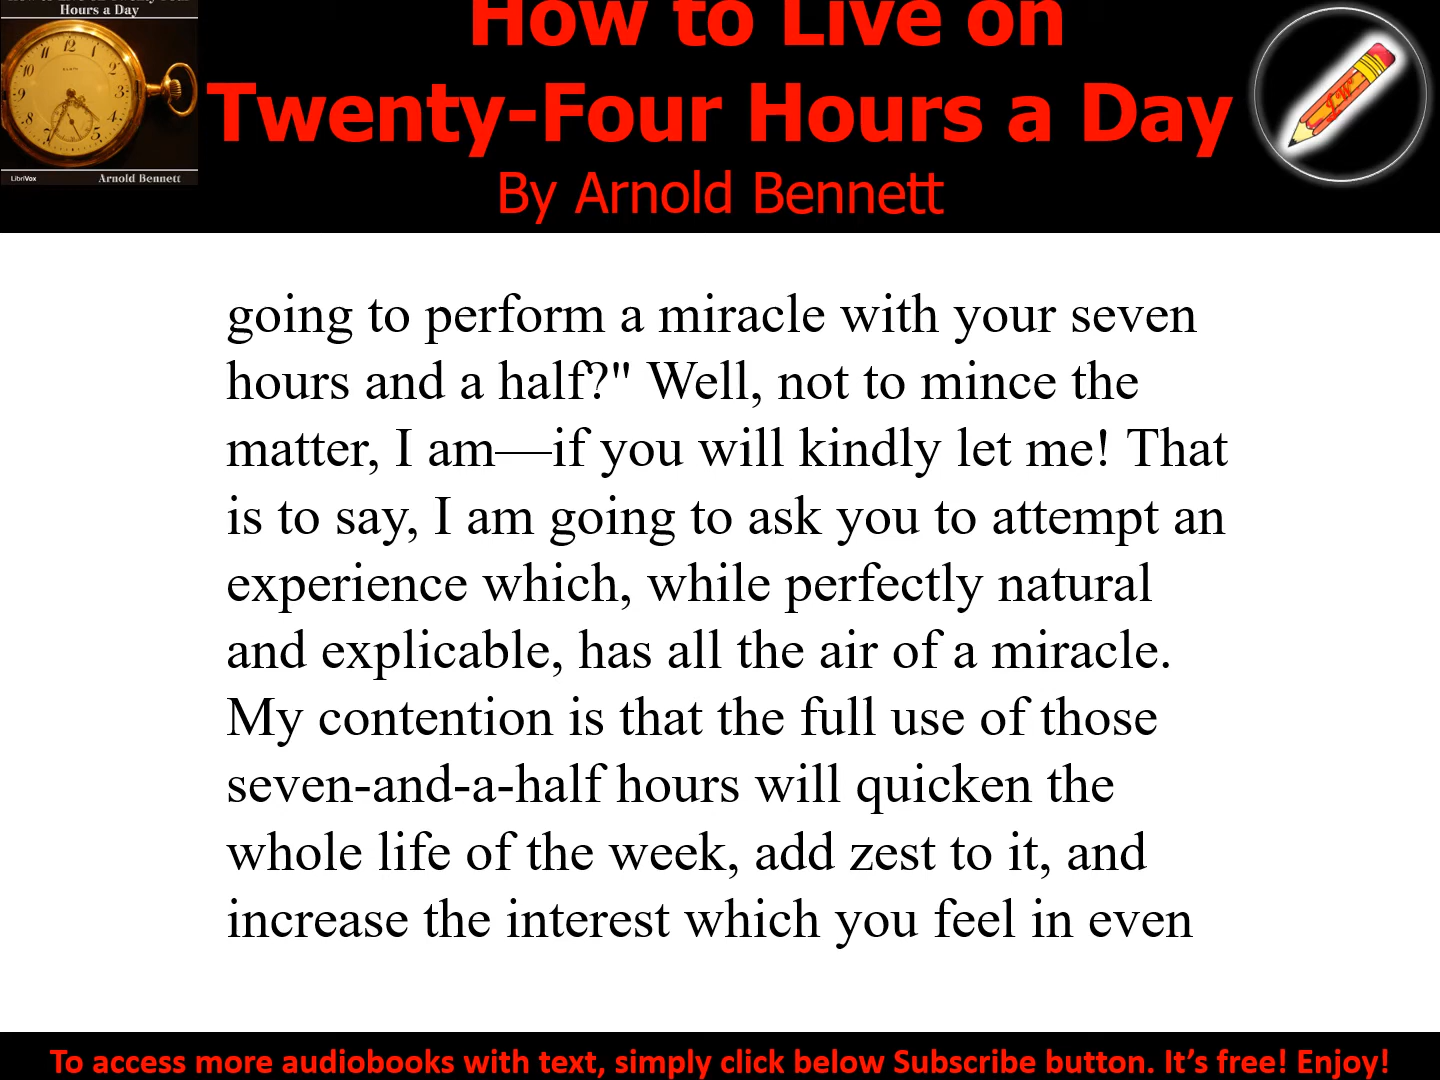 Hours a Day
LibriVox
Arnold Bennett
How to Live on
Twenty-Four Hours a Day
By Arnold Bennett
going to perform a miracle with your seven
hours and a half?" Well, not to mince the
matter, I am—if you will kindly let me! That
is to say, I am going to ask you to attempt an
experience which, while perfectly natural
and explicable, has all the air of a miracle.
My contention is that the full use of those
seven-and-a-half hours will quicken the
whole life of the week, add zest to it, and
increase the interest which you feel in even
To access more audiobooks with text, simply click below Subscribe button. It’s free! Enjoy!